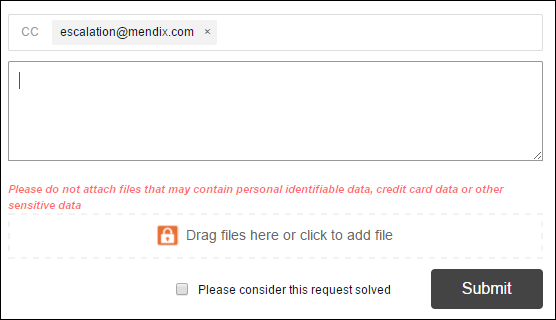 CC escalation@mendix.com ×
Please do not attach files that may contain personal identifiable data, credit card data or other
sensitive data
Drag files here or click to add file
Please consider this request solved
Submit